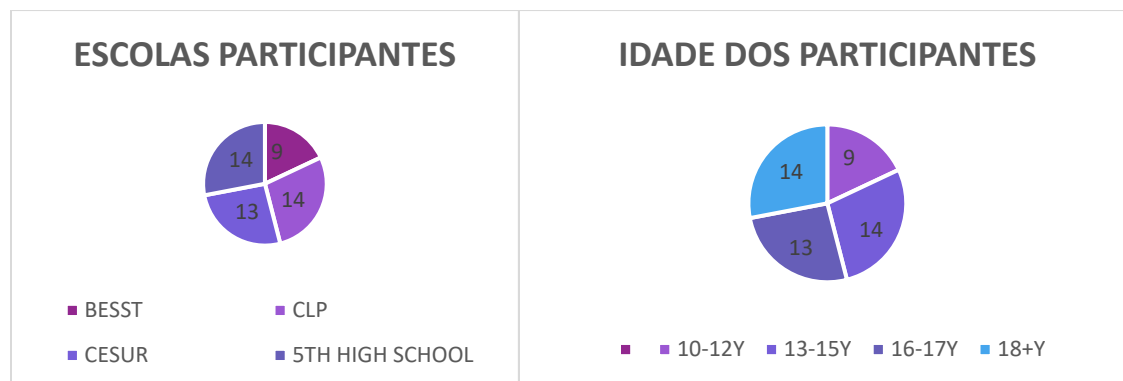 ESCOLAS PARTICIPANTES
9
14
13
14
BESST
CLP
CESUR
5TH HIGH SCHOOL
IDADE DOS PARTICIPANTES
9
14
13
14
10-12Y 13-15Y 16-17Y 18+Y